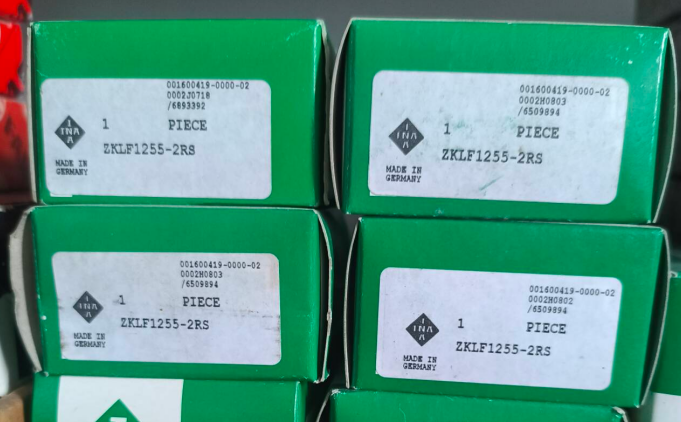 001600419-0000-02
0002J0718
/6893392
INA
1 PIECE
ZKLF1255-2RS
MADE IN
GERMANY
001600419-0000-02
0002H0803
/6509894
INA
1 PIECE
ZKLF1255-2RS
MADE IN
GERMANY
001600419-0000-02
0002H0803
/6509894
INA
1 PIECE
ZKLF1255-2RS
MADE IN
GERMANY
001600419-0000-02
0002H0802
/6509894
INA
1 PIECE
ZKLF1255-2RS
MADE IN
GERMANY